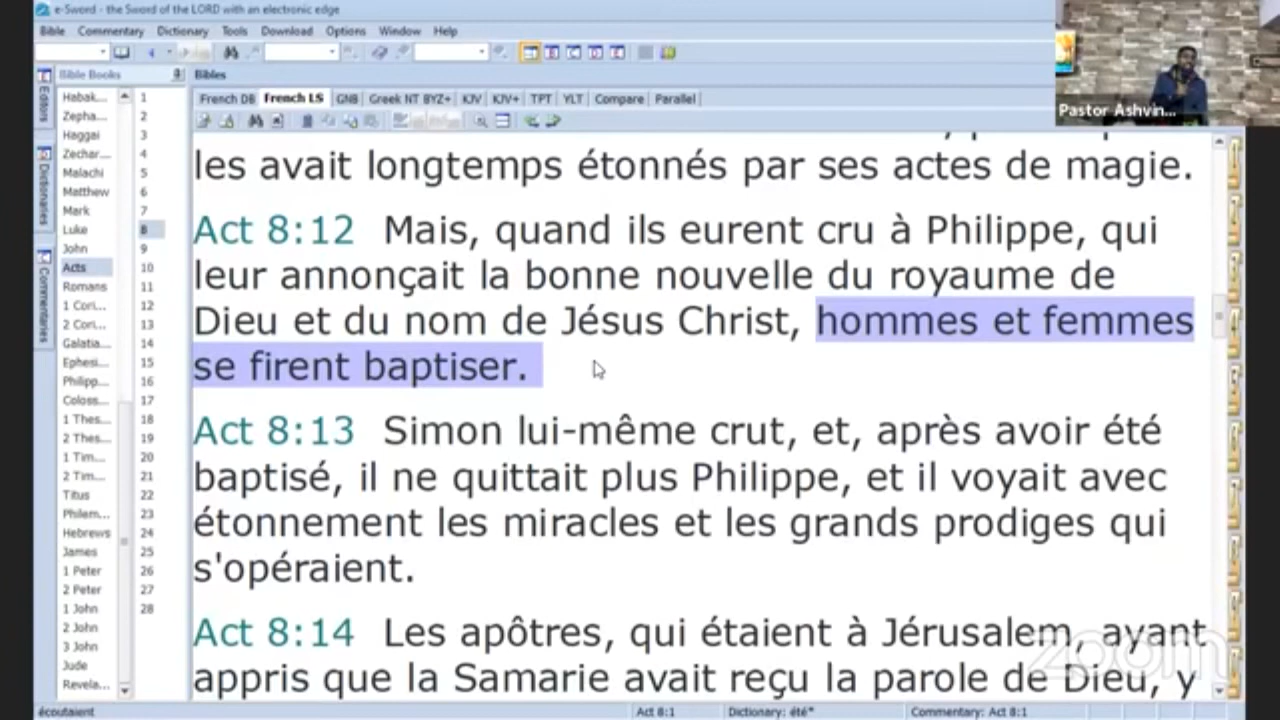 e-Sword - the Sword of the LORD with an electronic edge
Bible Commentary Dictionary Tools Download Options Window Help
Bible Books
Bibles
French DB French LS GNB Greek NT BYZ+ KJV KJV+ TPT YLT Compare Parallel
Editors
Dictionaries
Commentaries
Habak...
Zepha...
Haggai
Zechar...
Malachi
Matthew
Mark
Luke
John
Acts
Romans
1 Cori...
2 Cori...
Galatia...
Ephesi...
Philipp...
Coloss...
1 Thes...
2 Thes...
1 Tim...
2 Tim...
Titus
Philem...
Hebrews
James
1 Peter
2 Peter
1 John
2 John
3 John
Jude
Revela...
1
2
3
4
5
6
7
8
9
10
11
12
13
14
15
16
17
18
19
20
21
22
23
24
25
26
27
28
les avait longtemps étonnés par ses actes de magie.
Act 8:12 Mais, quand ils eurent cru à Philippe, qui
leur annonçait la bonne nouvelle du royaume de
Dieu et du nom de Jésus Christ, hommes et femmes
se firent baptiser.
Act 8:13 Simon lui-même crut, et, après avoir été
baptisé, il ne quittait plus Philippe, et il voyait avec
étonnement les miracles et les grands prodiges qui
s'opéraient.
Act 8:14 Les apôtres, qui étaient à Jérusalem, ayant
appris que la Samarie avait reçu la parole de Dieu, y
Pastor Ashvin...
zoom
écoutaient
Act 8:1
Dictionary: été*
Commentary: Act 8:1